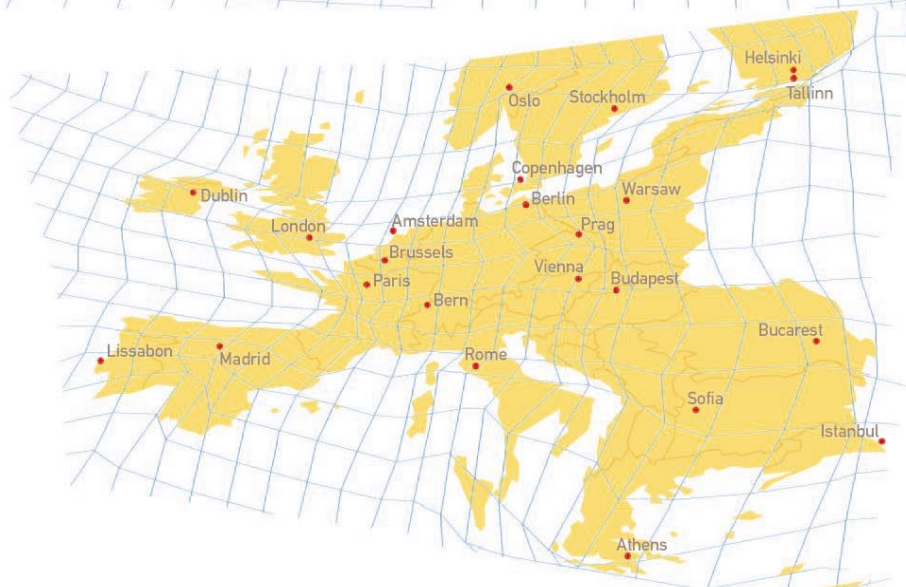 Helsinki
Tallinn
Oslo
Stockholm
Copenhagen
Dublin
Berlin
Warsaw
London
Amsterdam
Prag
Brussels
Vienna
Paris
Budapest
Bern
Bucarest
Lissabon
Madrid
Rome
Sofia
Istanbul
Athens